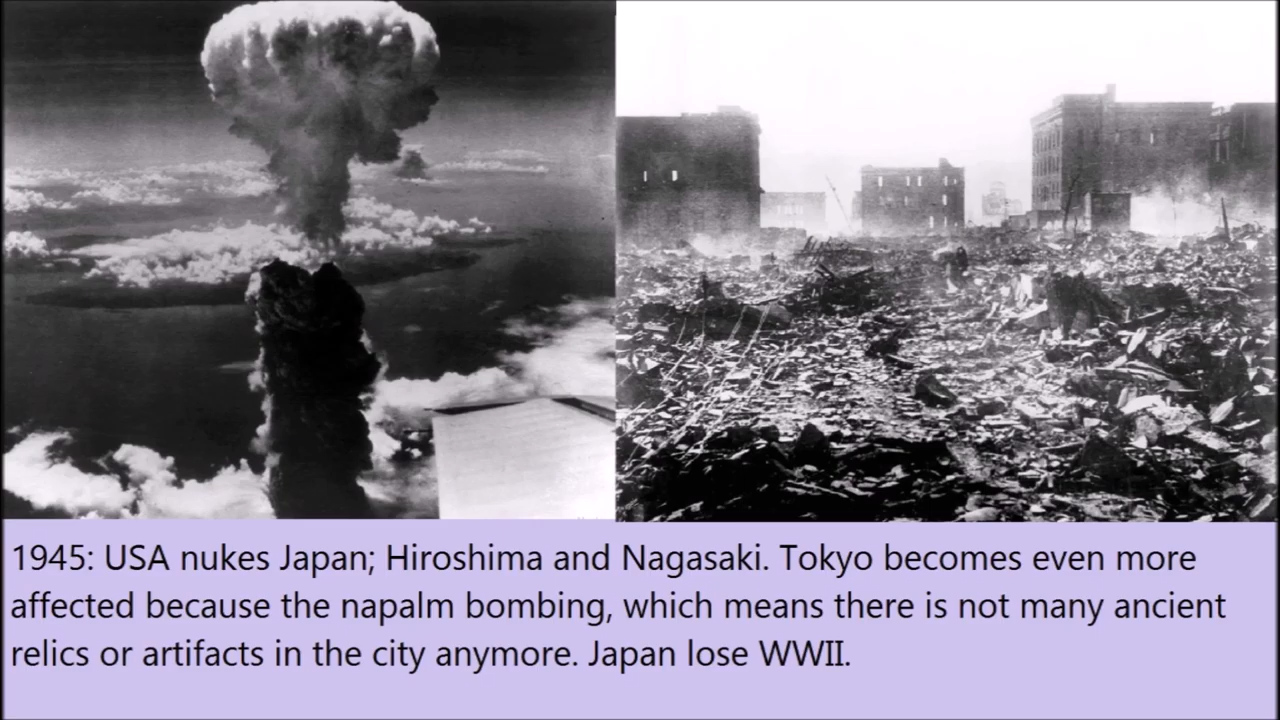 1945: USA nukes Japan; Hiroshima and Nagasaki. Tokyo becomes even more
affected because the napalm bombing, which means there is not many ancient
relics or artifacts in the city anymore. Japan lose WWII.